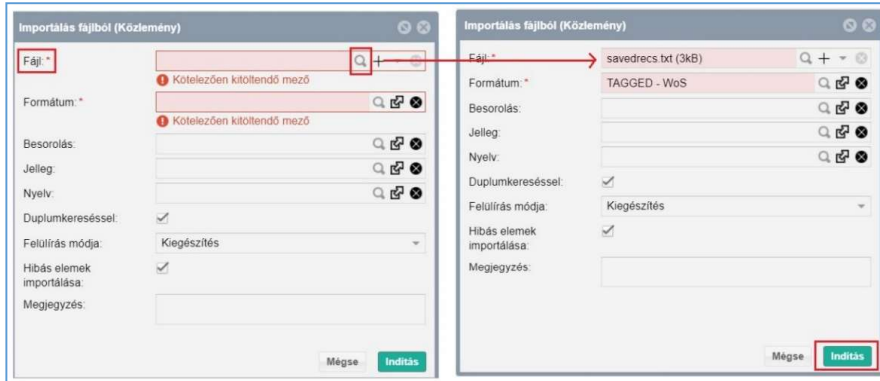 Importálás fájlból (Közlemény)
Fájl: *
Kötelezően kitöltendő mező
Formátum: *
Kötelezően kitöltendő mező
Besorolás:
Jelleg:
Nyelv:
Duplumkereséssel:
Felülírás módja: Kiegészítés
Hibás elemek
importálása:
Megjegyzés:
Mégse Indítás
Importálás fájlból (Közlemény)
Fájl: * savedrecs.txt (3kB)
Formátum: * TAGGED - WoS
Besorolás:
Jelleg:
Nyelv:
Duplumkereséssel:
Felülírás módja: Kiegészítés
Hibás elemek
importálása:
Megjegyzés:
Mégse Indítás